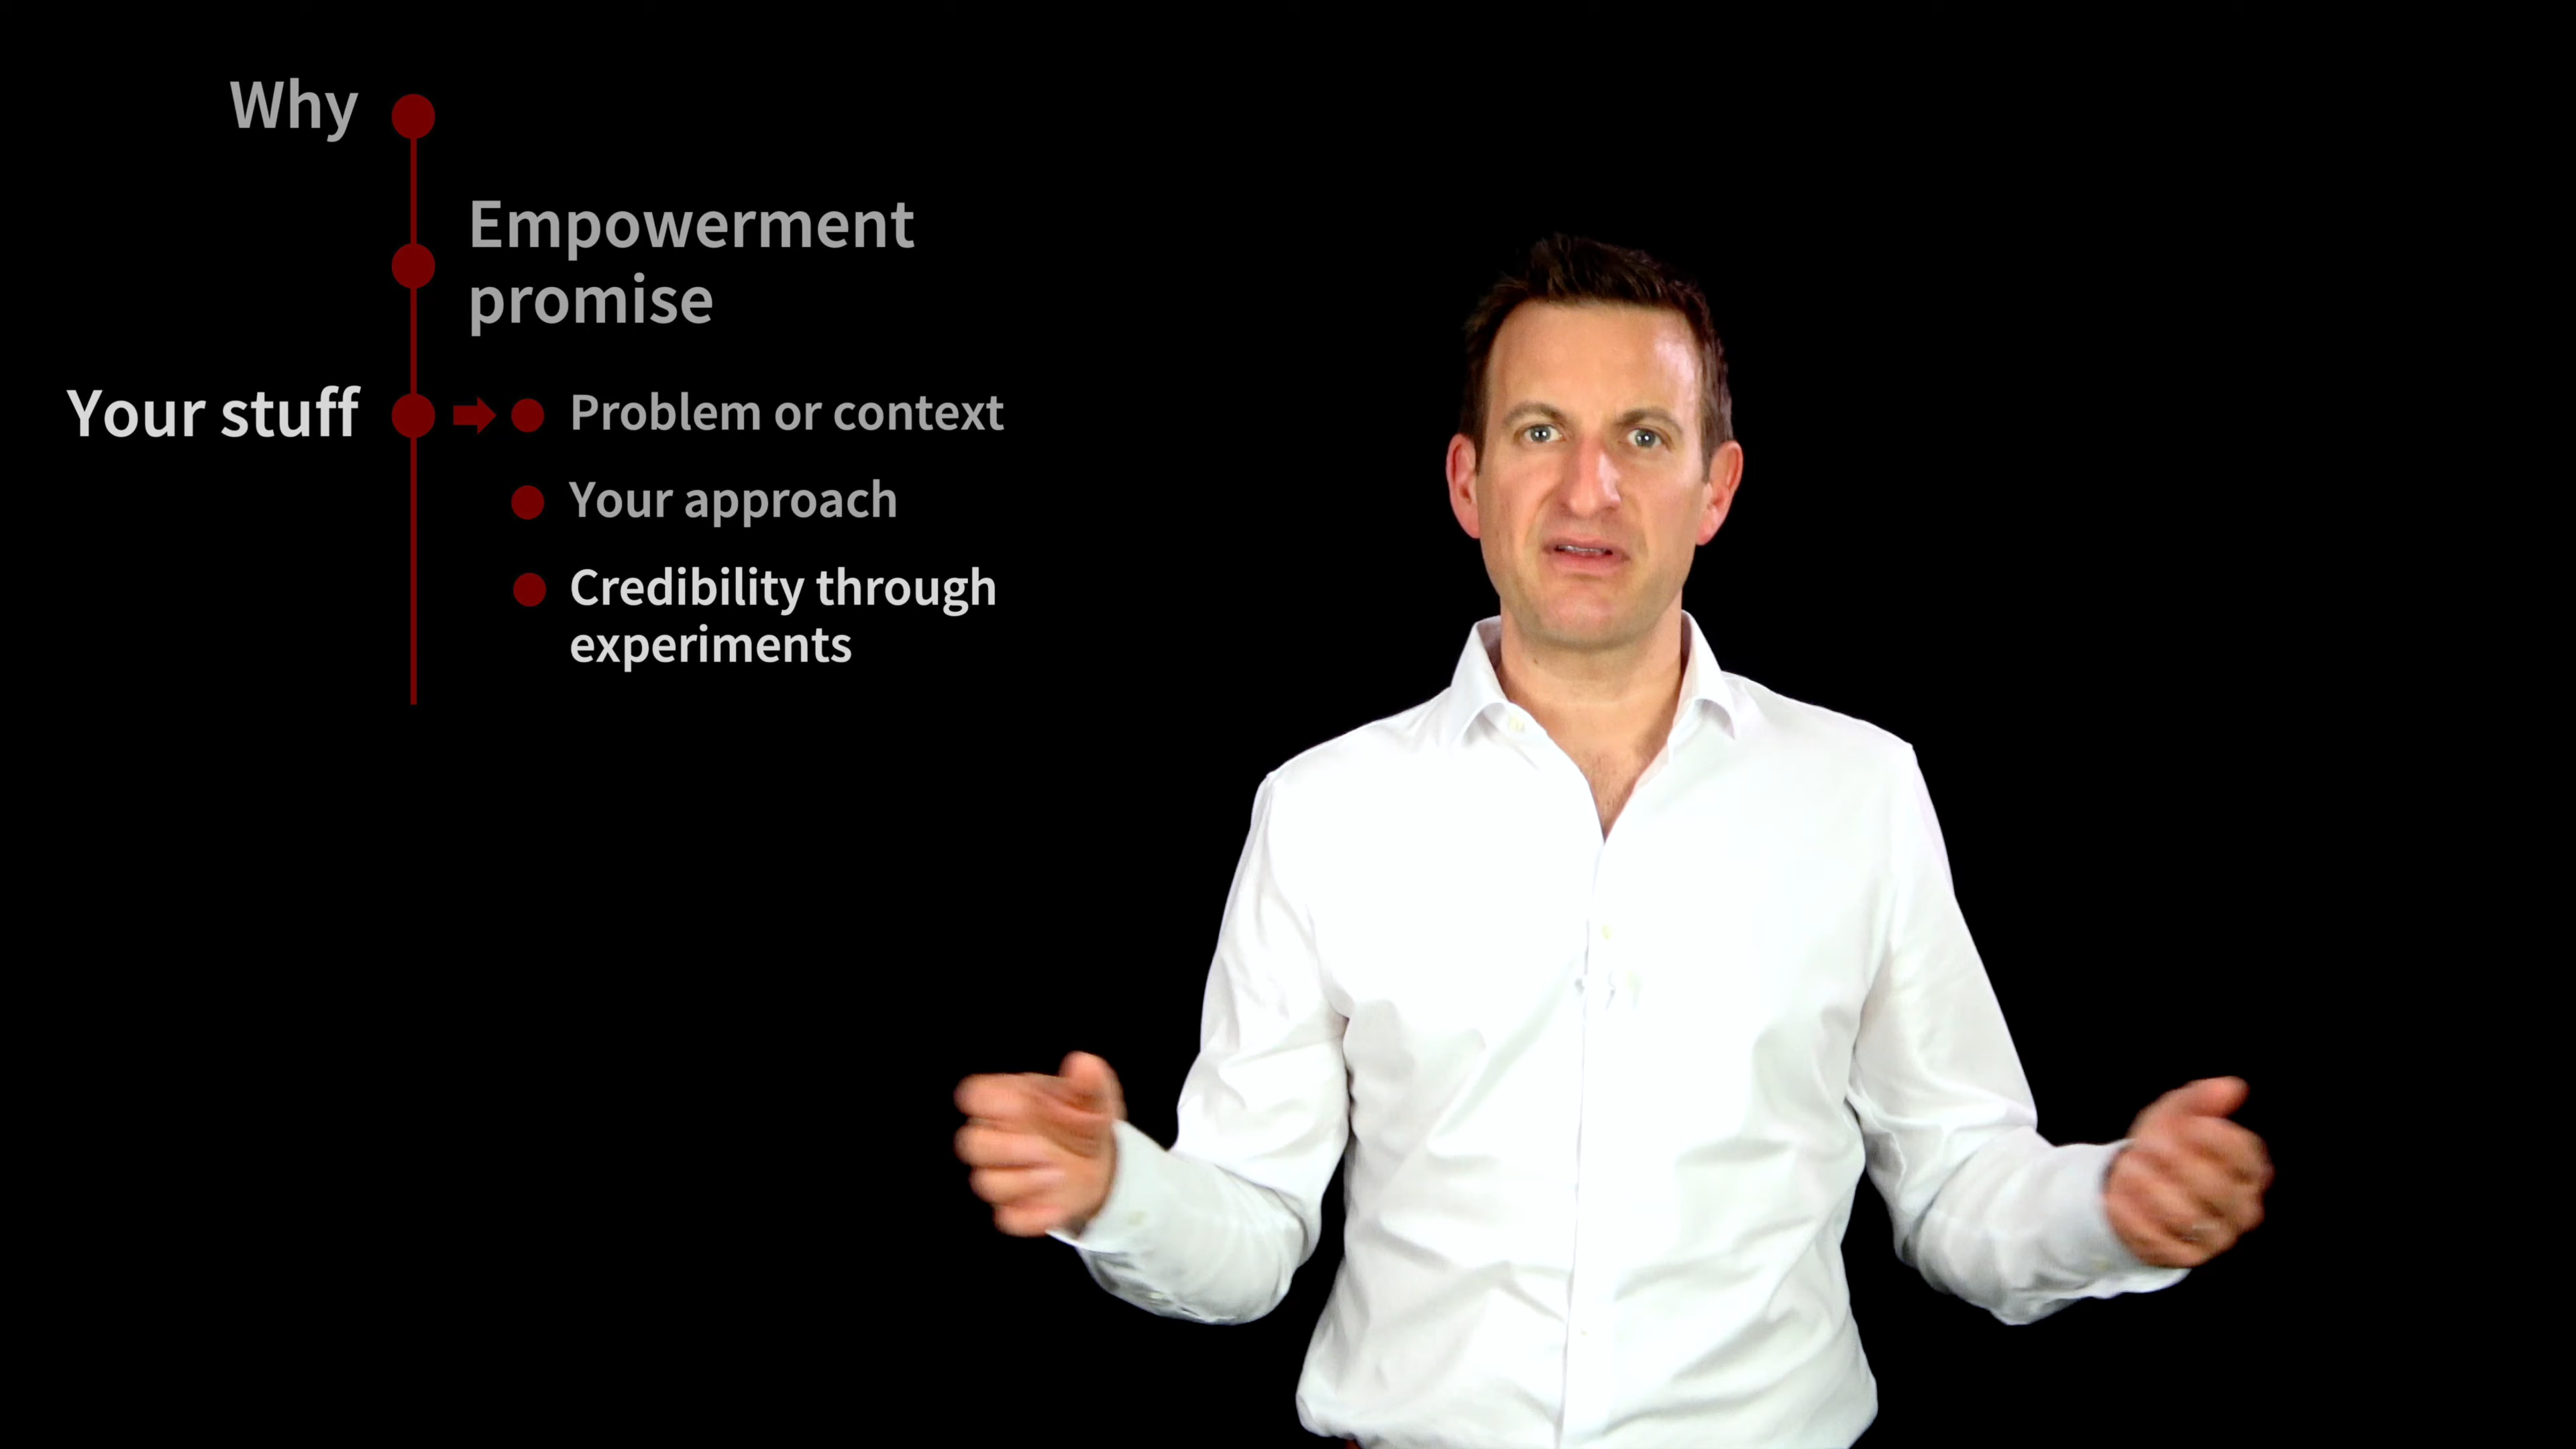 Why
Empowerment
promise
Your stuff
Problem or context
Your approach
Credibility through
experiments